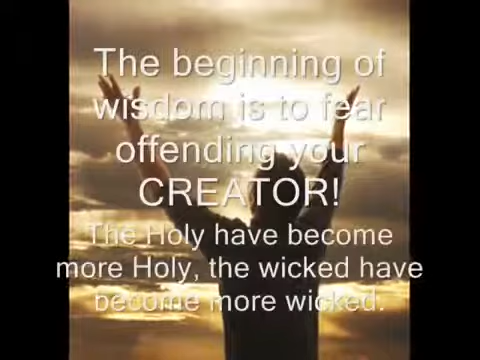 The beginning of
wisdom is to fear
offending your
CREATOR!
The Holy have become
more Holy, the wicked have
become more wicked.